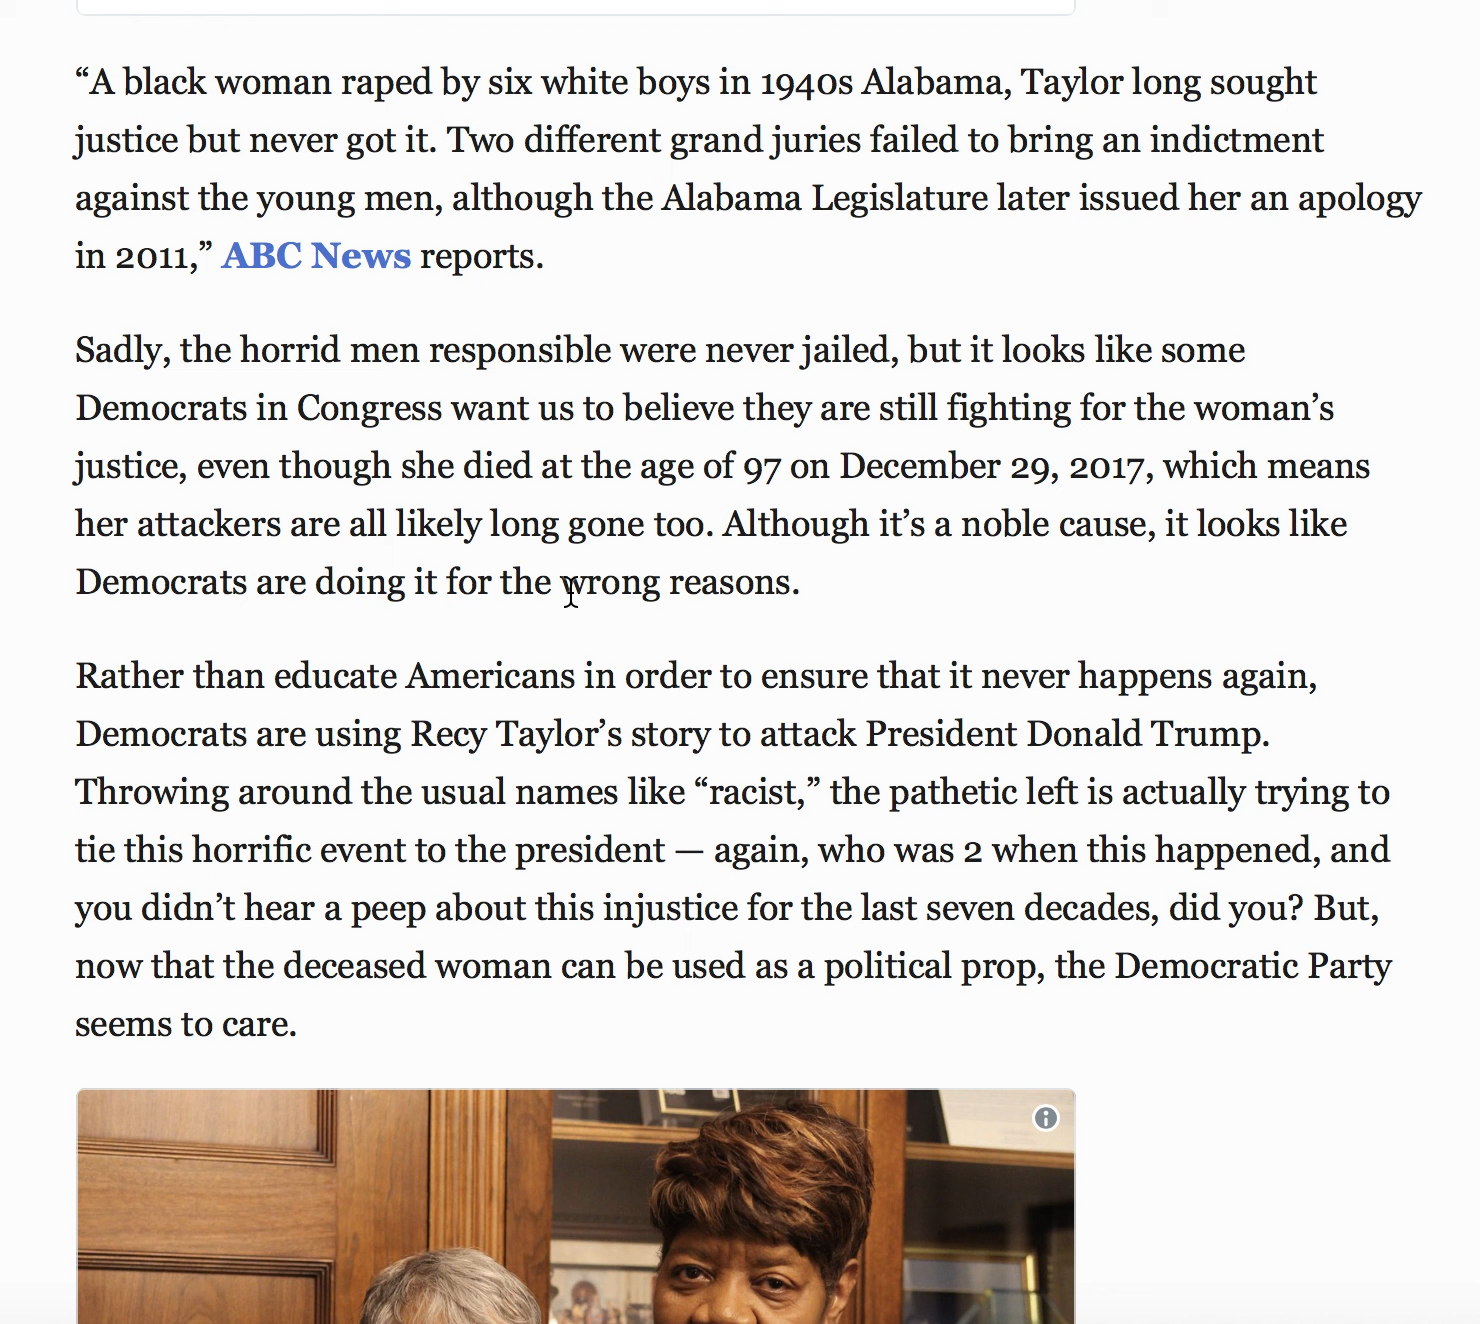 “A black woman raped by six white boys in 1940s Alabama, Taylor long sought
justice but never got it. Two different grand juries failed to bring an indictment
against the young men, although the Alabama Legislature later issued her an apology
in 2011,” ABC News reports.
Sadly, the horrid men responsible were never jailed, but it looks like some
Democrats in Congress want us to believe they are still fighting for the woman’s
justice, even though she died at the age of 97 on December 29, 2017, which means
her attackers are all likely long gone too. Although it’s a noble cause, it looks like
Democrats are doing it for the wrong reasons.
Rather than educate Americans in order to ensure that it never happens again,
Democrats are using Recy Taylor’s story to attack President Donald Trump.
Throwing around the usual names like “racist,” the pathetic left is actually trying to
tie this horrific event to the president — again, who was 2 when this happened, and
you didn’t hear a peep about this injustice for the last seven decades, did you? But,
now that the deceased woman can be used as a political prop, the Democratic Party
seems to care.